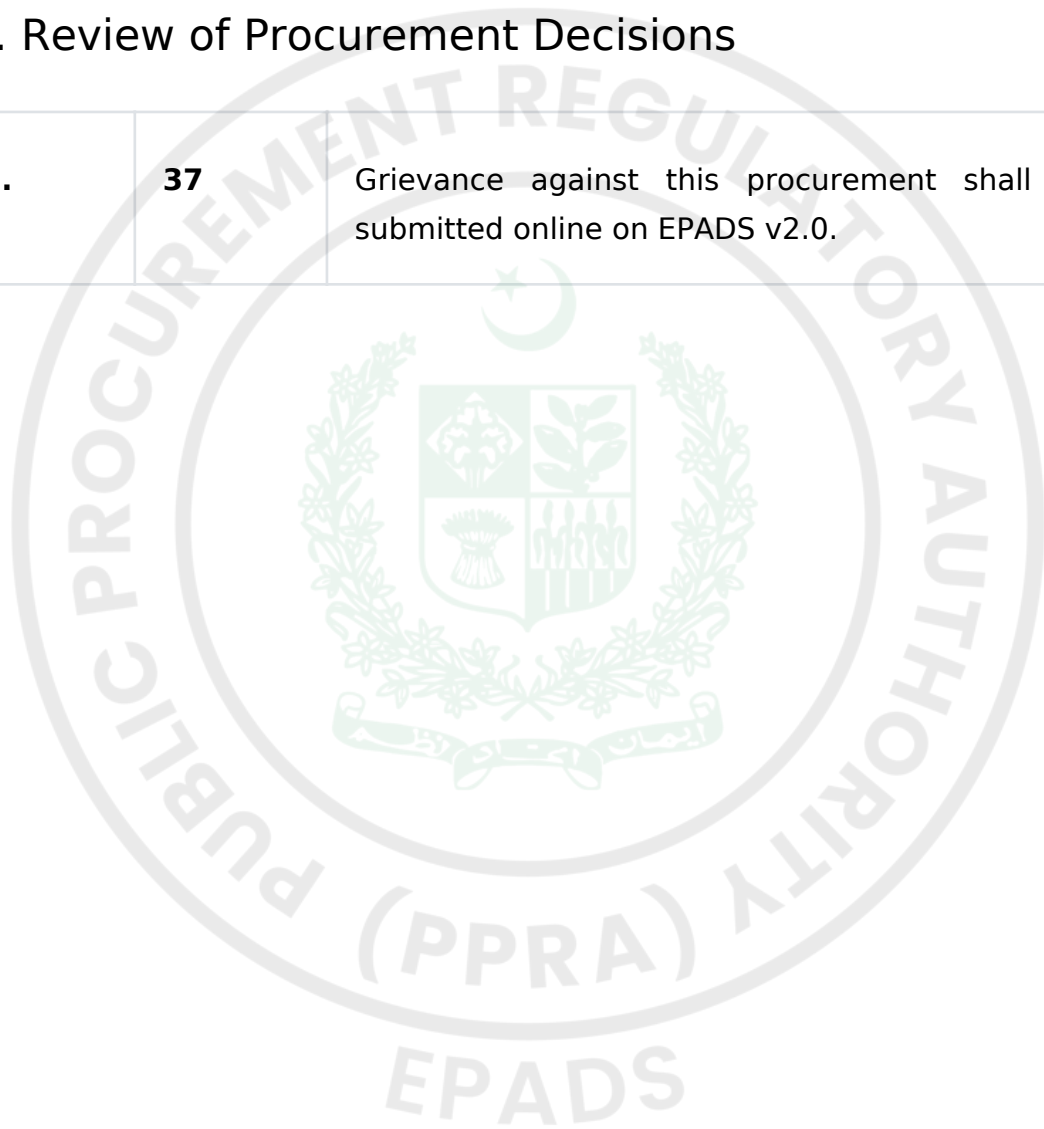 . Review of Procurement Decisions
. 37 Grievance against this procurement shall
submitted online on EPADS v2.0.
PUBLIC PROCUREMENT REGULATORY AUTHORITY
(PPRA)
EPADS